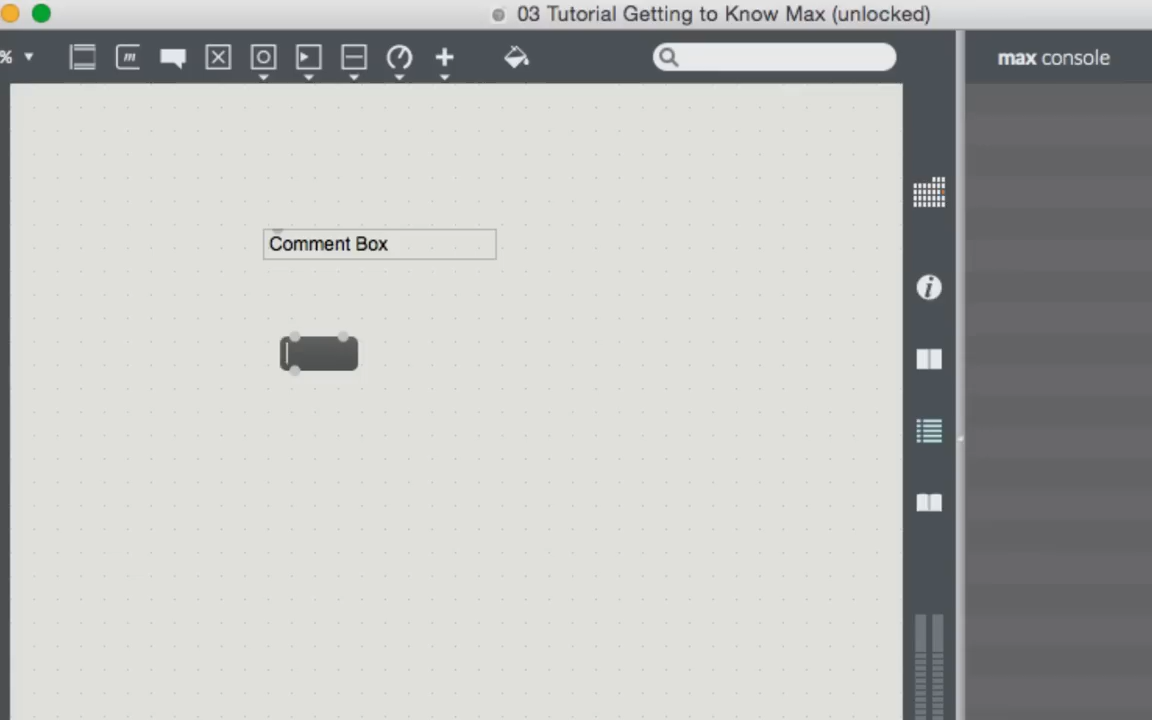 03 Tutorial Getting to Know Max (unlocked)
%
m
max console
i
Comment Box